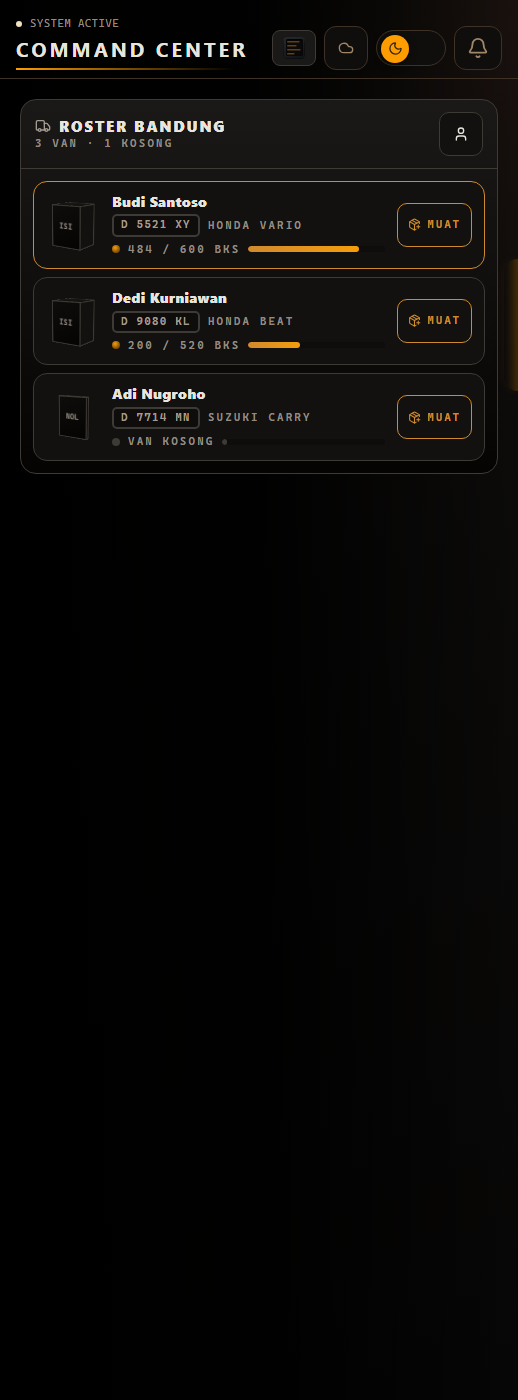 SYSTEM ACTIVE
COMMAND CENTER
ROSTER BANDUNG
3 VAN · 1 KOSONG
Budi Santoso
ISI
D 5521 XY HONDA VARIO
MUAT
484 / 600 BKS
Dedi Kurniawan
ISI
D 9080 KL HONDA BEAT
MUAT
200 / 520 BKS
Adi Nugroho
NOL
D 7714 MN SUZUKI CARRY
MUAT
VAN KOSONG